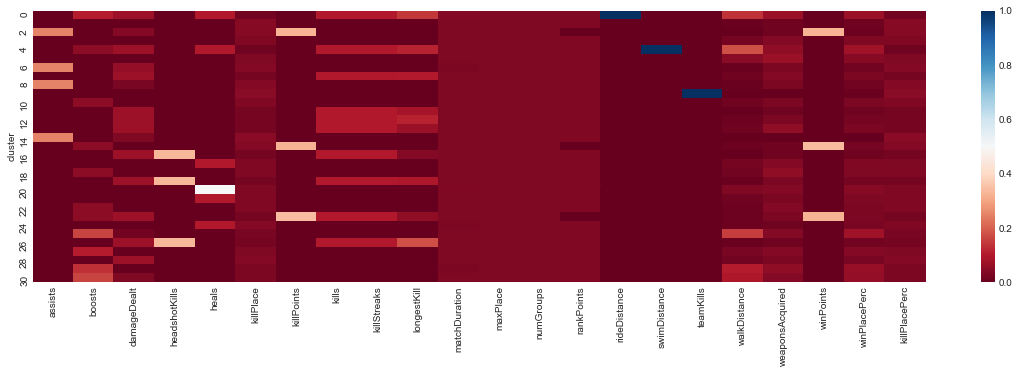 cluster
0
2
4
6
8
10
12
14
16
18
20
22
24
26
28
30
assists
boosts
damageDealt
headshotKills
heals
killPlace
killPoints
kills
killStreaks
longestKill
matchDuration
maxPlace
numGroups
rankPoints
rideDistance
swimDistance
teamKills
walkDistance
weaponsAcquired
winPoints
winPlacePerc
killPlacePerc
1.0
0.8
0.6
0.4
0.2
0.0